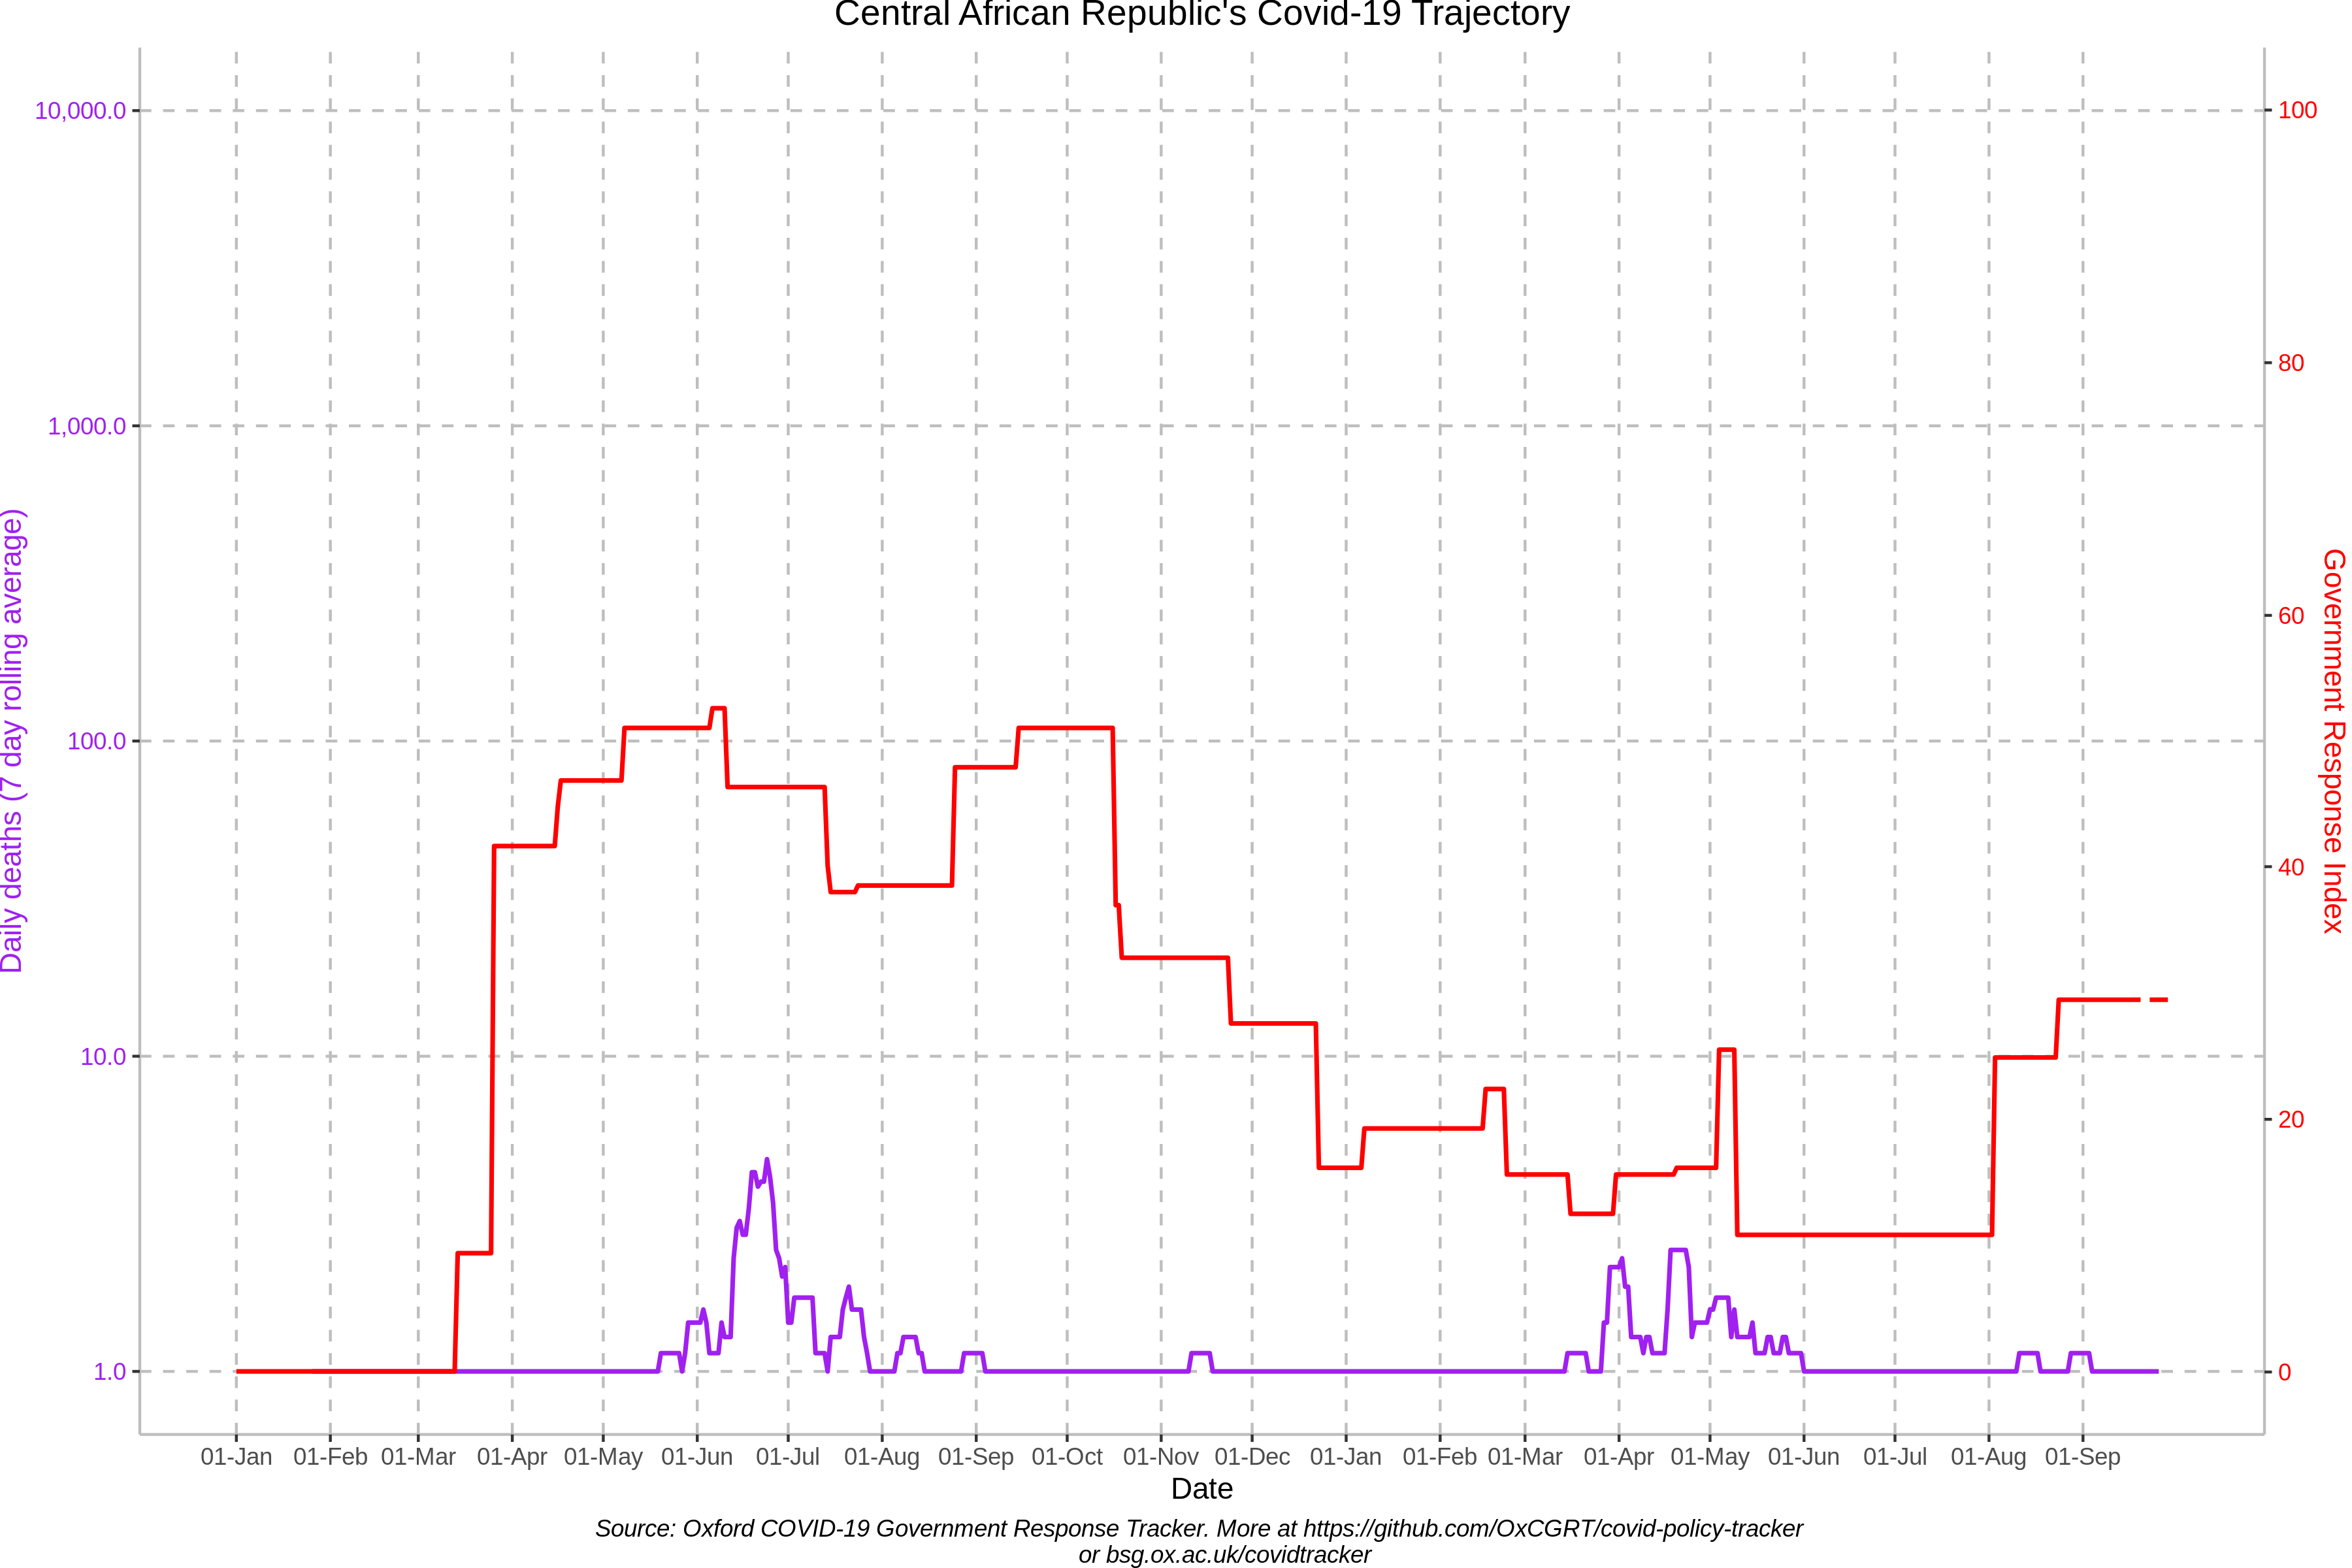 Central African Republic's Covid-19 Trajectory
10,000.0
1,000.0
100.0
10.0
1.0
Daily deaths (7 day rolling average)
100
80
60
40
20
0
Government Response Index
01-Jan 01-Feb 01-Mar 01-Apr 01-May 01-Jun 01-Jul 01-Aug 01-Sep 01-Oct 01-Nov 01-Dec 01-Jan 01-Feb 01-Mar 01-Apr 01-May 01-Jun 01-Jul 01-Aug 01-Sep
Date
Source: Oxford COVID-19 Government Response Tracker. More at https://github.com/OxCGRT/covid-policy-tracker
or bsg.ox.ac.uk/covidtracker